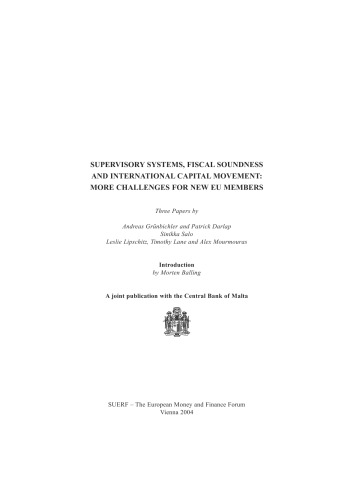 SUPERVISORY SYSTEMS, FISCAL SOUNDNESS
AND INTERNATIONAL CAPITAL MOVEMENT:
MORE CHALLENGES FOR NEW EU MEMBERS
Three Papers by
Andreas Grünbichler and Patrick Darlap
Sinikka Salo
Leslie Lipschitz, Timothy Lane and Alex Mourmouras
Introduction
by Morten Balling
A joint publication with the Central Bank of Malta
SUERF – The European Money and Finance Forum
Vienna 2004